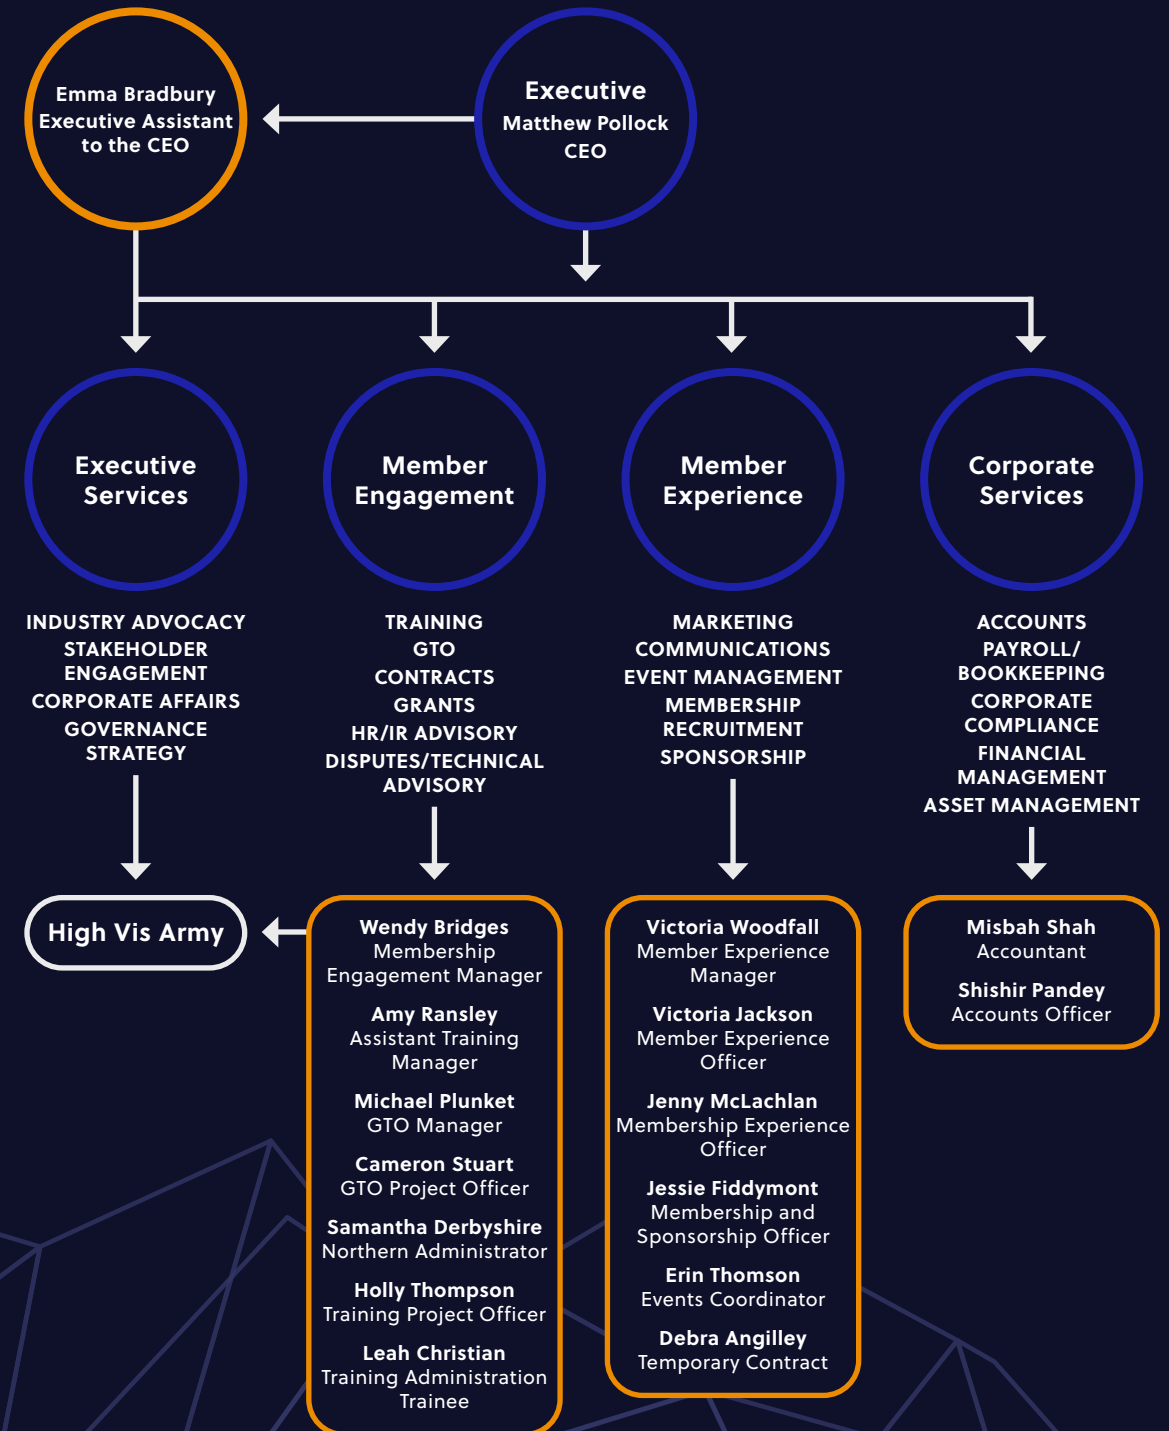 Emma Bradbury
Executive Assistant
to the CEO
Executive
Matthew Pollock
CEO
Executive
Services
Member
Engagement
Member
Experience
Corporate
Services
INDUSTRY ADVOCACY
STAKEHOLDER
ENGAGEMENT
CORPORATE AFFAIRS
GOVERNANCE
STRATEGY
TRAINING
GTO
CONTRACTS
GRANTS
HR/IR ADVISORY
DISPUTES/TECHNICAL
ADVISORY
MARKETING
COMMUNICATIONS
EVENT MANAGEMENT
MEMBERSHIP
RECRUITMENT
SPONSORSHIP
ACCOUNTS
PAYROLL/
BOOKKEEPING
CORPORATE
COMPLIANCE
FINANCIAL
MANAGEMENT
ASSET MANAGEMENT
High Vis Army
Wendy Bridges
Membership
Engagement Manager
Amy Ransley
Assistant Training
Manager
Michael Plunket
GTO Manager
Cameron Stuart
GTO Project Officer
Samantha Derbyshire
Northern Administrator
Holly Thompson
Training Project Officer
Leah Christian
Training Administration
Trainee
Victoria Woodfall
Member Experience
Manager
Victoria Jackson
Member Experience
Officer
Jenny McLachlan
Membership Experience
Officer
Jessie Fiddymont
Membership and
Sponsorship Officer
Erin Thomson
Events Coordinator
Debra Angilley
Temporary Contract
Misbah Shah
Accountant
Shishir Pandey
Accounts Officer